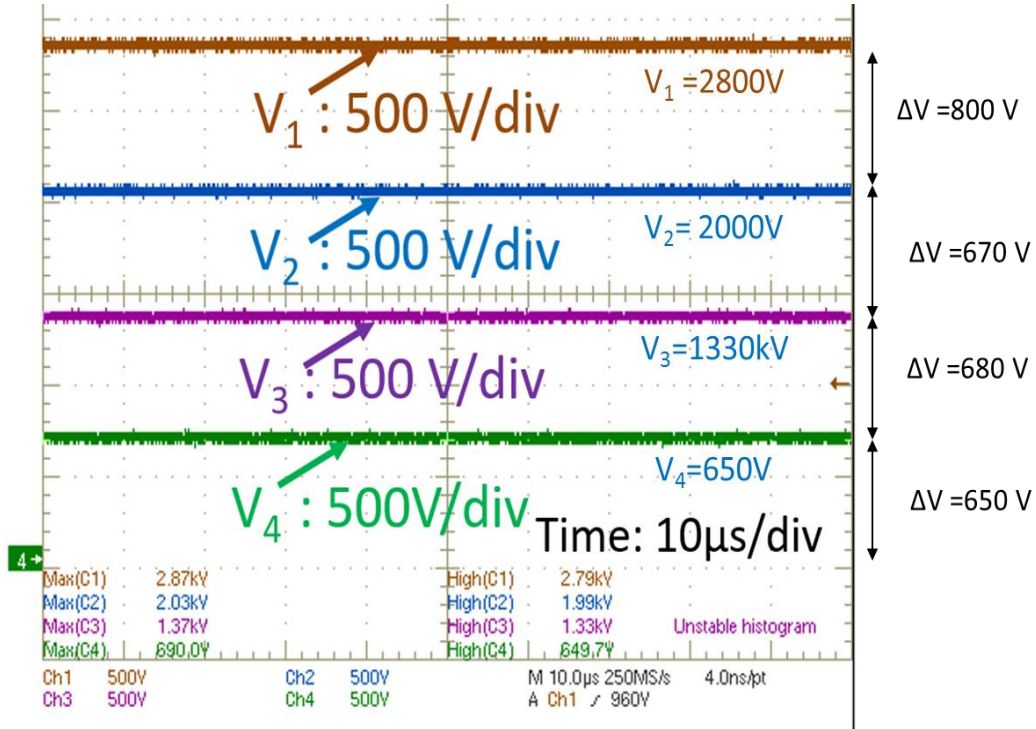 V1 =2800V
ΔV =800 V
V1 : 500 V/div
V2= 2000V
V2 : 500 V/div
ΔV =670 V
V3=1330kV
V3 : 500 V/div
ΔV =680 V
V4=650V
V4 : 500V/div
ΔV =650 V
Time: 10μs/div
4
Max(C1) 2.87kV High(C1) 2.79kV
Max(C2) 2.03kV High(C2) 1.99kV
Max(C3) 1.37kV High(C3) 1.33kV Unstable histogram
Max(C4) 690.0V High(C4) 649.7V
Ch1 500V Ch2 500V M 10.0μs 250MS/s 4.0ns/pt
Ch3 500V Ch4 500V A Ch1 / 960V